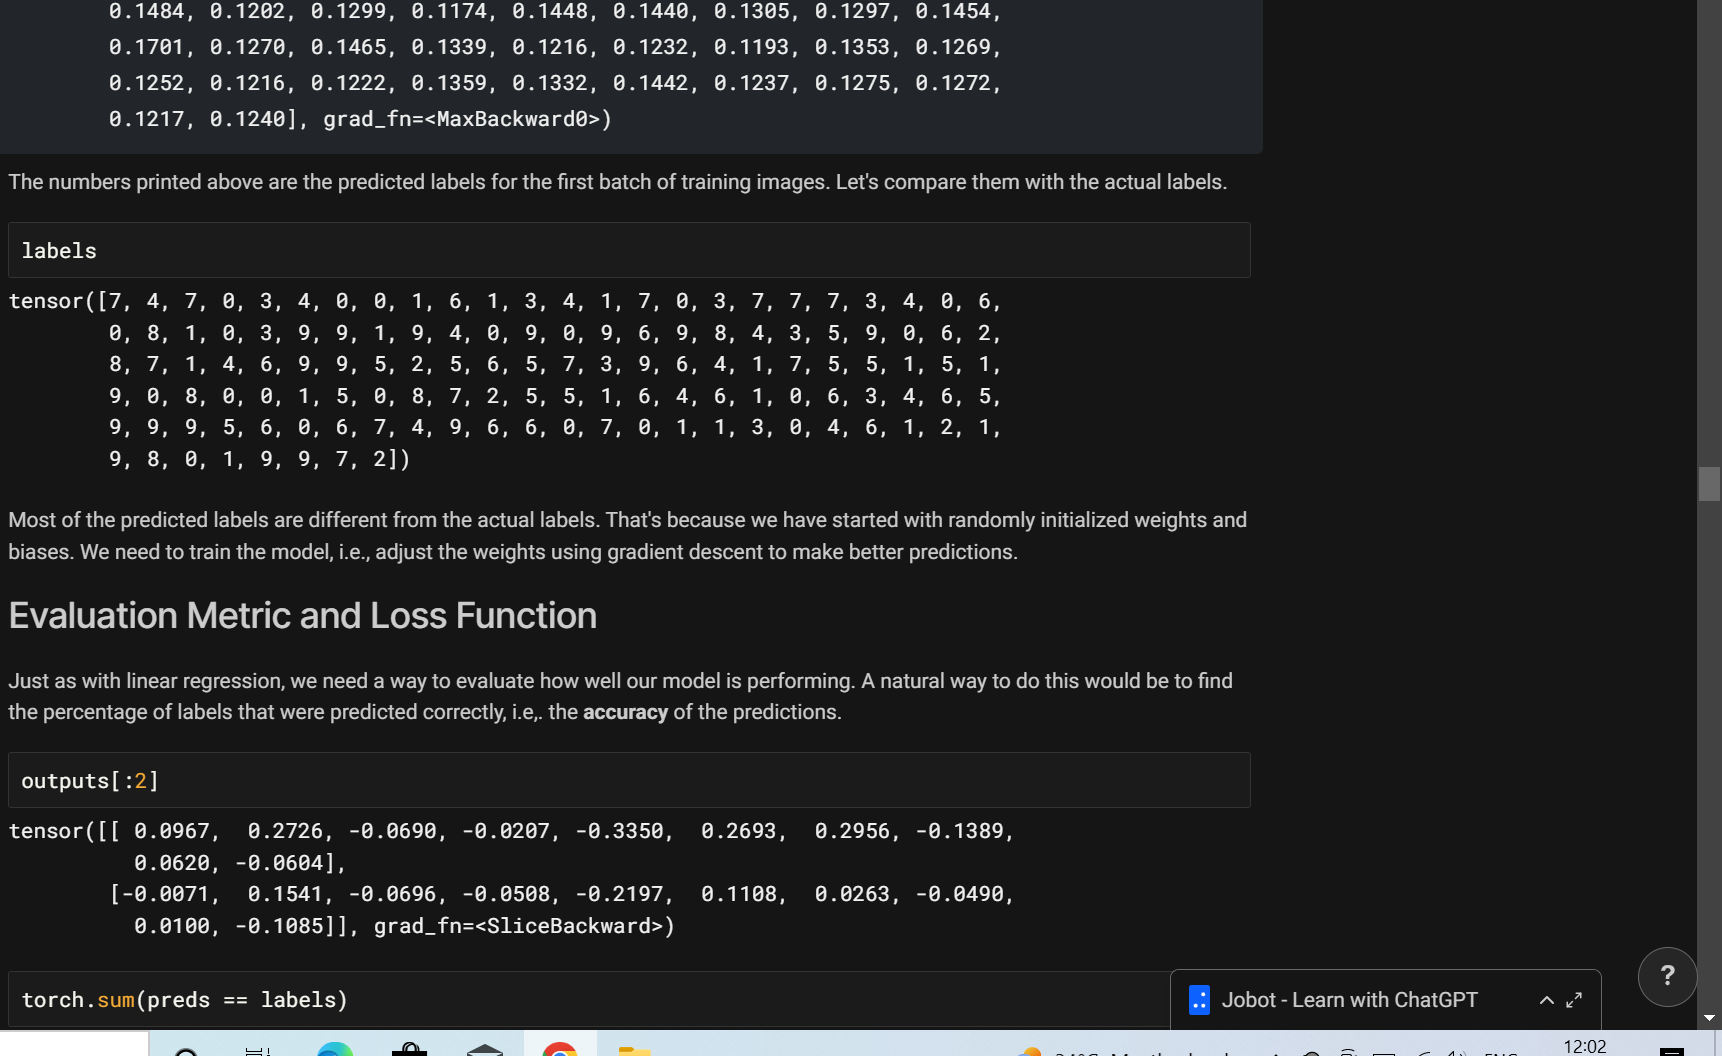 0.1484, 0.1202, 0.1299, 0.1174, 0.1448, 0.1440, 0.1305, 0.1297, 0.1454,
0.1701, 0.1270, 0.1465, 0.1339, 0.1216, 0.1232, 0.1193, 0.1353, 0.1269,
0.1252, 0.1216, 0.1222, 0.1359, 0.1332, 0.1442, 0.1237, 0.1275, 0.1272,
0.1217, 0.1240], grad_fn=<MaxBackward0>)
The numbers printed above are the predicted labels for the first batch of training images. Let's compare them with the actual labels.
labels
tensor([7, 4, 7, 0, 3, 4, 0, 0, 1, 6, 1, 3, 4, 1, 7, 0, 3, 7, 7, 7, 3, 4, 0, 6,
0, 8, 1, 0, 3, 9, 9, 1, 9, 4, 0, 9, 0, 9, 6, 9, 8, 4, 3, 5, 9, 0, 6, 2,
8, 7, 1, 4, 6, 9, 9, 5, 2, 5, 6, 5, 7, 3, 9, 6, 4, 1, 7, 5, 5, 1, 5, 1,
9, 0, 8, 0, 0, 1, 5, 0, 8, 7, 2, 5, 5, 1, 6, 4, 6, 1, 0, 6, 3, 4, 6, 5,
9, 9, 9, 5, 6, 0, 6, 7, 4, 9, 6, 6, 0, 7, 0, 1, 1, 3, 0, 4, 6, 1, 2, 1,
9, 8, 0, 1, 9, 9, 7, 2])
Most of the predicted labels are different from the actual labels. That's because we have started with randomly initialized weights and
biases. We need to train the model, i.e., adjust the weights using gradient descent to make better predictions.
Evaluation Metric and Loss Function
Just as with linear regression, we need a way to evaluate how well our model is performing. A natural way to do this would be to find
the percentage of labels that were predicted correctly, i.e,. the accuracy of the predictions.
outputs[:2]
tensor([[ 0.0967, 0.2726, -0.0690, -0.0207, -0.3350, 0.2693, 0.2956, -0.1389,
0.0620, -0.0604],
[-0.0071, 0.1541, -0.0696, -0.0508, -0.2197, 0.1108, 0.0263, -0.0490,
0.0100, -0.1085]], grad_fn=<SliceBackward>)
torch.sum(preds == labels)
Jobot - Learn with ChatGPT
?
12:02